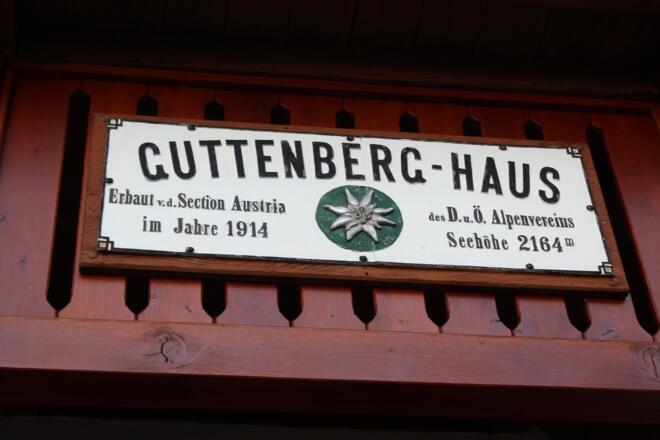 GUTTENBERG-HAUS
Erbaut v.d. Section Austria
im Jahre 1914
des D. u. Ö. Alpenvereins
Seehöhe 2164 m